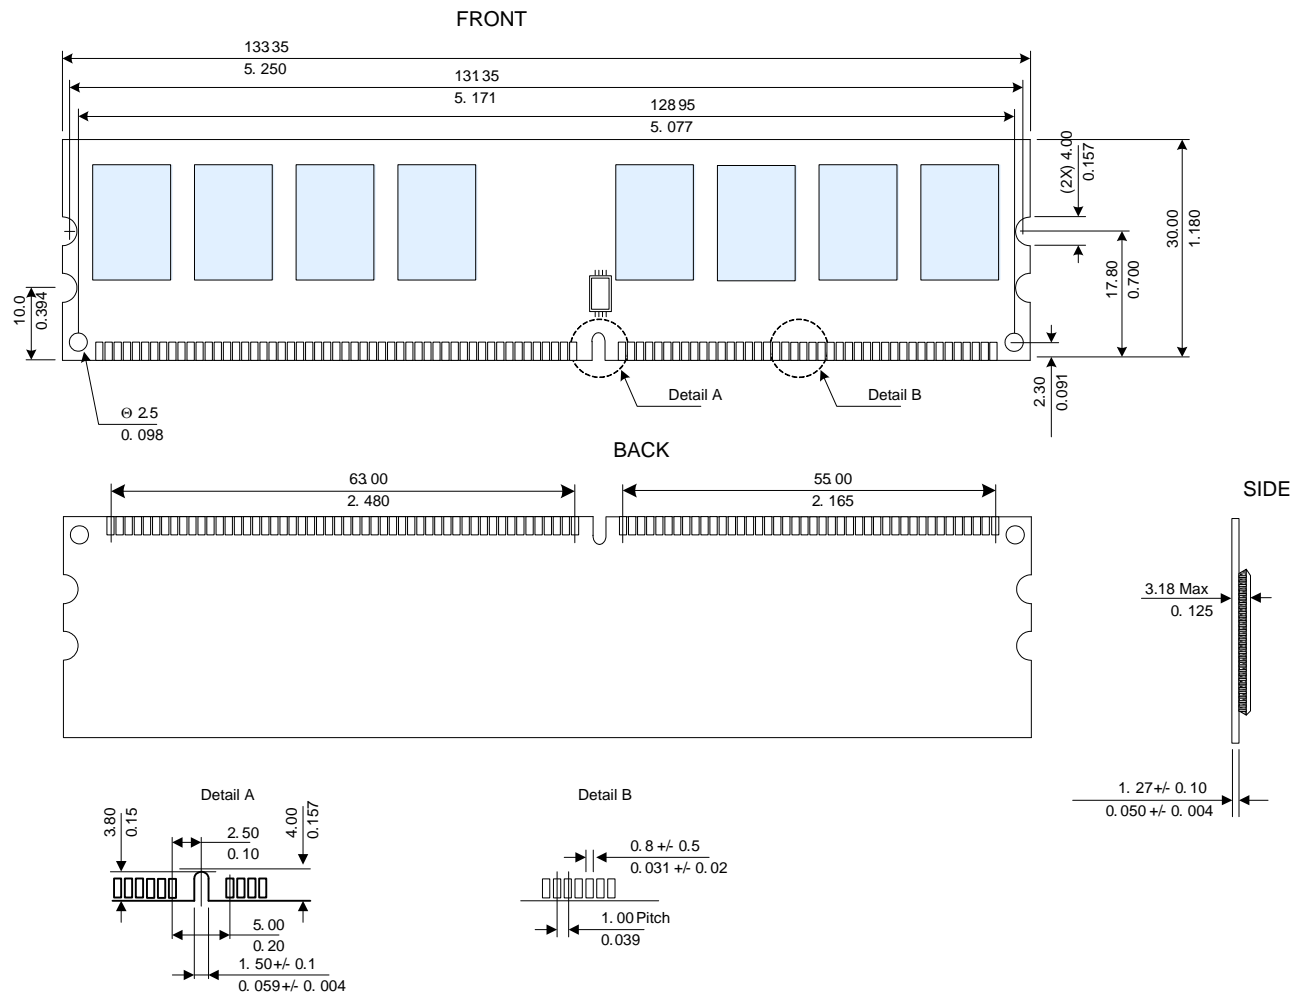 FRONT
133 35
5. 250
131 35
5. 171
128 95
5. 077
(2X) 4.00
0.157
30.00
1.180
17.80
0.700
10.0
0.394
2.30
0.091
Detail A
Detail B
Θ 2.5
0. 098
BACK
63.00
2. 480
55.00
2. 165
SIDE
3.18 Max
0. 125
1. 27+/- 0.10
0.050 +/- 0.004
Detail A
3.80
0.15
2.50
0. 10
4.00
0.157
5.00
0. 20
1. 50+/- 0.1
0. 059+/- 0. 004
Detail B
0.8 +/- 0.5
0.031 +/- 0.02
1. 00 Pitch
0.039